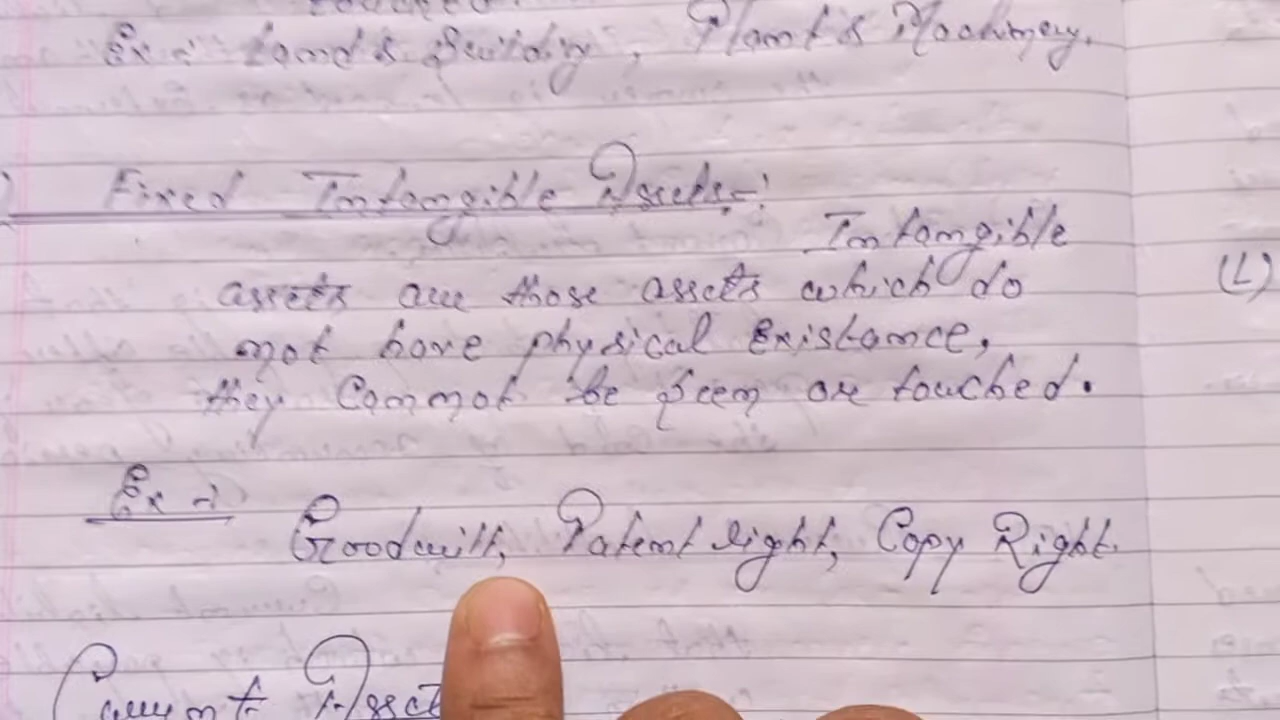 touched.
Ex :- Land & Building, Plant & Machinery.
) Fixed Intangible Assets :-
Intangible
assets are those assets which do
not have physical Existance,
they Cannot be seen or touched.
(L)
Ex :- Goodwill, Patent right, Copy Right.
Current Asset